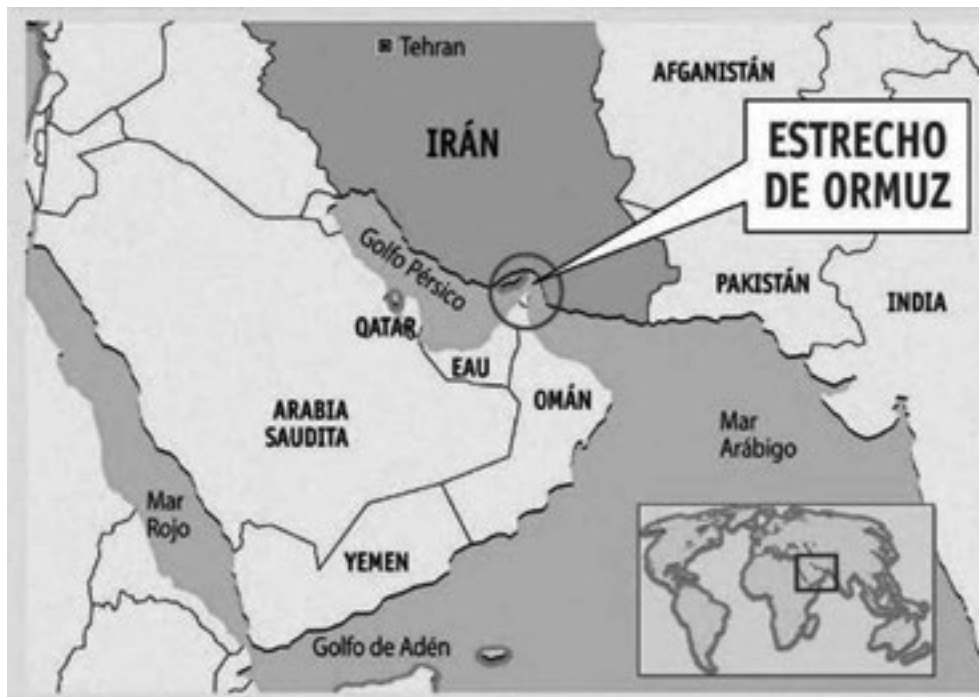 Tehran
AFGANISTÁN
IRÁN
ESTRECHO
DE ORMUZ
Golfo Pérsico
PAKISTÁN
INDIA
QATAR
EAU
OMÁN
ARABIA
SAUDITA
Mar
Arábigo
Mar
Rojo
YEMEN
Golfo de Adén